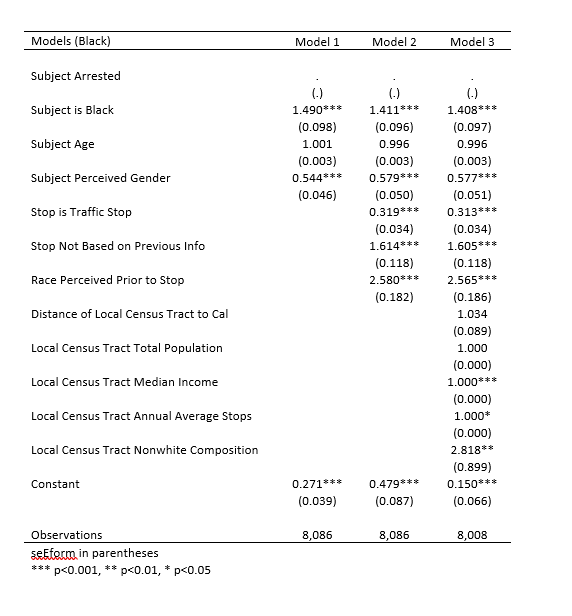 Models (Black) Model 1 Model 2 Model 3
Subject Arrested . . .
(.) (.) (.)
Subject is Black 1.490*** 1.411*** 1.408***
(0.098) (0.096) (0.097)
Subject Age 1.001 0.996 0.996
(0.003) (0.003) (0.003)
Subject Perceived Gender 0.544*** 0.579*** 0.577***
(0.046) (0.050) (0.051)
Stop is Traffic Stop 0.319*** 0.313***
(0.034) (0.034)
Stop Not Based on Previous Info 1.614*** 1.605***
(0.118) (0.118)
Race Perceived Prior to Stop 2.580*** 2.565***
(0.182) (0.186)
Distance of Local Census Tract to Cal 1.034
(0.089)
Local Census Tract Total Population 1.000
(0.000)
Local Census Tract Median Income 1.000***
(0.000)
Local Census Tract Annual Average Stops 1.000*
(0.000)
Local Census Tract Nonwhite Composition 2.818**
(0.899)
Constant 0.271*** 0.479*** 0.150***
(0.039) (0.087) (0.066)
Observations 8,086 8,086 8,008
seEform in parentheses
*** p<0.001, ** p<0.01, * p<0.05